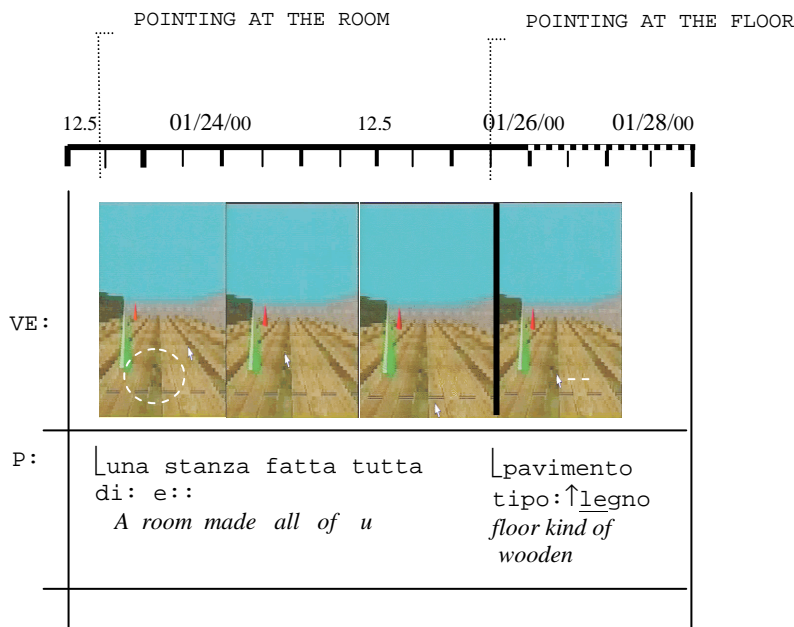 POINTING AT THE ROOM
POINTING AT THE FLOOR
12.5 01/24/00 12.5 01/26/00 01/28/00
VE:
P:
⎣una stanza fatta tutta
di: e::
A room made all of u
⎣pavimento
tipo:↑legno
floor kind of
wooden